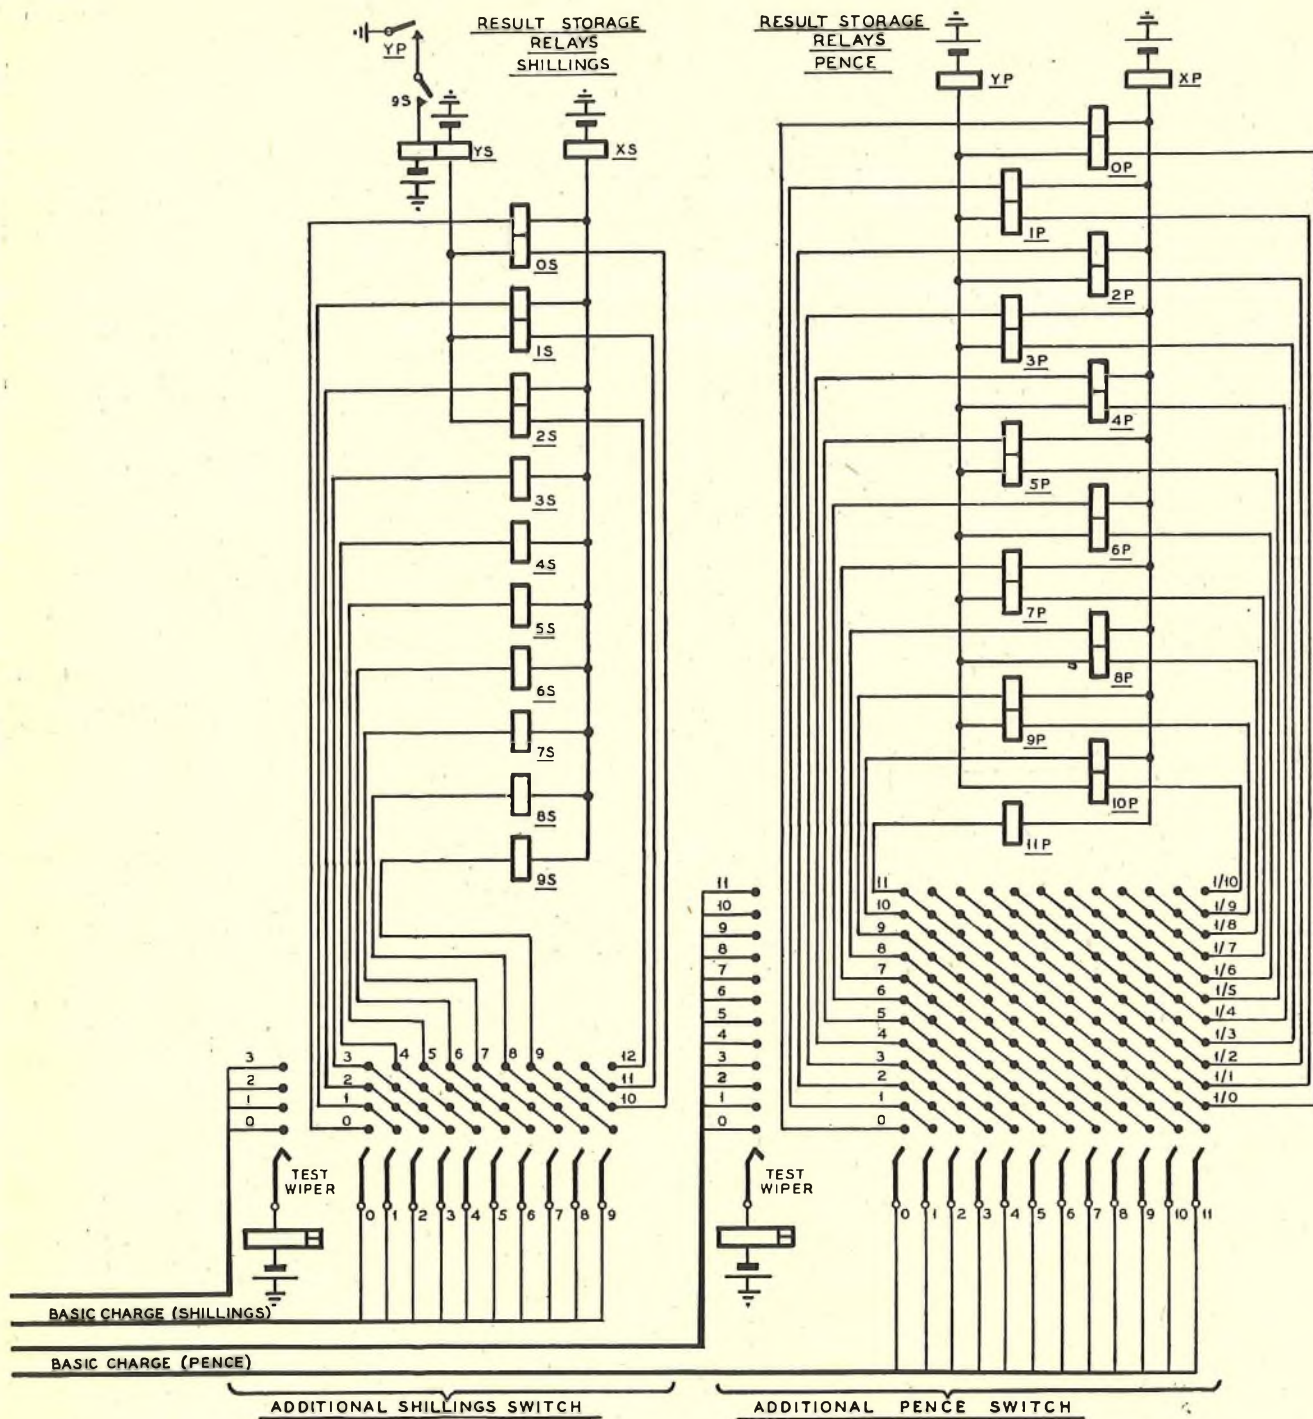 RESULT STORAGE
RELAYS
SHILLINGS
RESULT STORAGE
RELAYS
PENCE
YP
9S
YS
XS
YP
XP
0S
1S
2S
3S
4S
5S
6S
7S
8S
9S
0P
1P
2P
3P
4P
5P
6P
7P
8P
9P
10P
11P
3
2
1
0
3 4 5 6 7 8 9 12
2 11
1 10
0
TEST
WIPER
0 1 2 3 4 5 6 7 8 9
11
10
9
8
7
6
5
4
3
2
1
0
11 1/10
10 1/9
9 1/8
8 1/7
7 1/6
6 1/5
5 1/4
4 1/3
3 1/2
2 1/1
1 1/0
0
TEST
WIPER
0 1 2 3 4 5 6 7 8 9 10 11
BASIC CHARGE (SHILLINGS)
BASIC CHARGE (PENCE)
ADDITIONAL SHILLINGS SWITCH
ADDITIONAL PENCE SWITCH